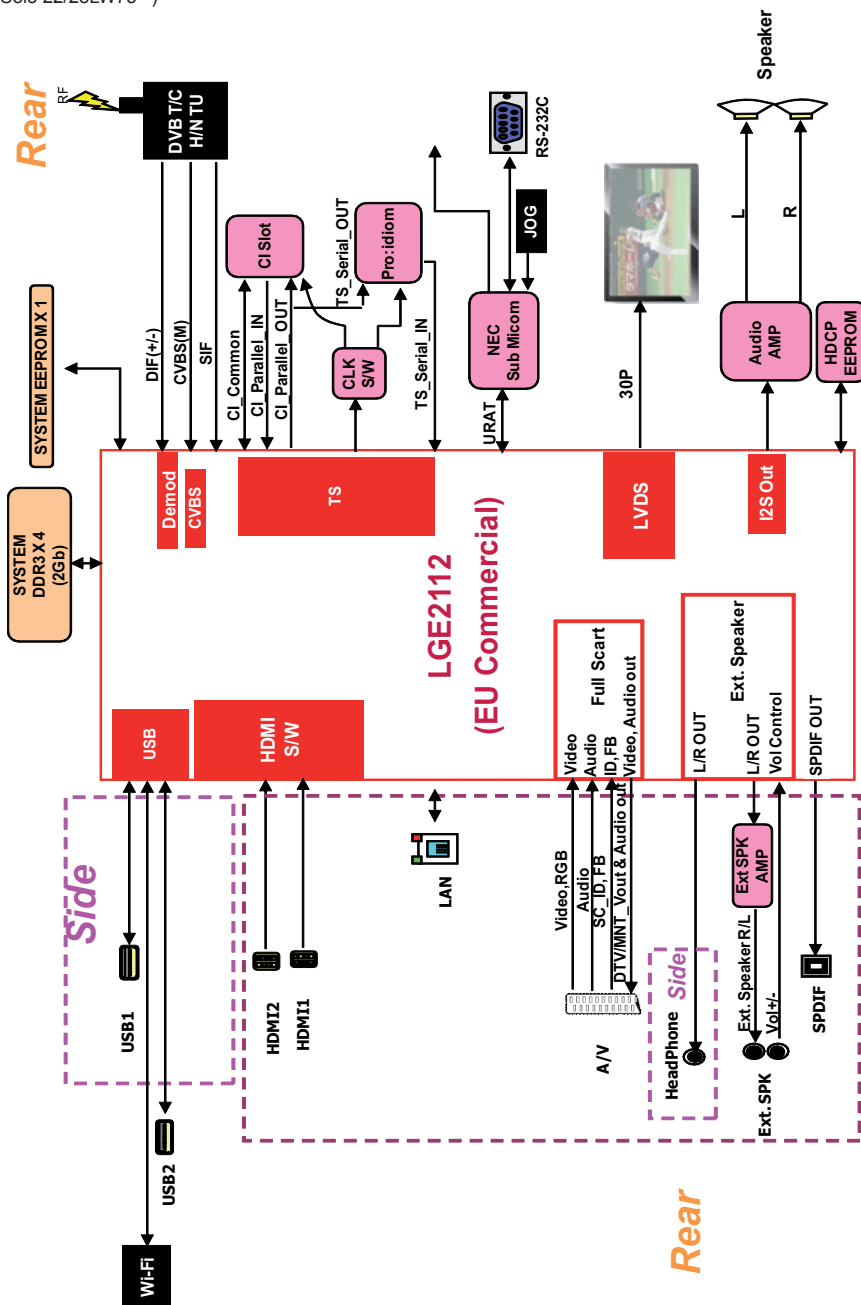 Rear
RF
DVB T/C
H/N TU
SYSTEM EEPROM X 1
SYSTEM
DDR3 X 4
(2Gb)
DIF(+/-)
CVBS(M)
SIF
Demod
CVBS
CI_Common
CI_Parallel_IN
CI_Parallel_OUT
CI Slot
TS_Serial_OUT
Pro:idiom
CLK
S/W
TS_Serial_IN
TS
NEC
Sub Micom
URAT
RS-232C
JOG
30P
LVDS
L
R
Speaker
Audio
AMP
HDCP
EEPROM
I2S Out
LGE2112
(EU Commercial)
USB
HDMI
S/W
Side
USB1
USB2
Wi-Fi
HDMI2
HDMI1
LAN
Video,RGB
Audio
SC_ID, FB
DTV/MNT_Vout & Audio out
A/V
Video
Audio
ID,FB
Video, Audio out
Full Scart
HeadPhone
Side
L/R OUT
Ext. Speaker
L/R OUT
Vol Control
Ext SPK
AMP
Ext. Speaker R/L
Vol+/-
Ext. SPK
SPDIF OUT
SPDIF
Rear